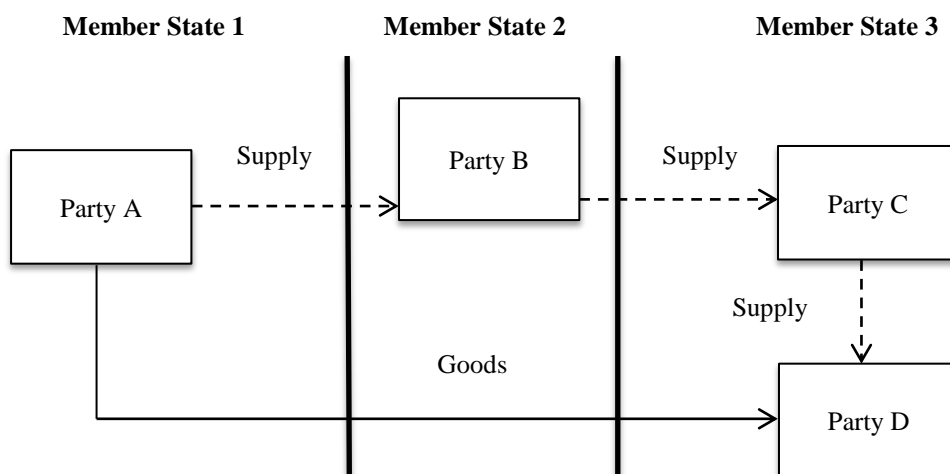 Member State 1
Member State 2
Member State 3
Supply
Party B
Supply
Party A
Party C
Supply
Goods
Party D